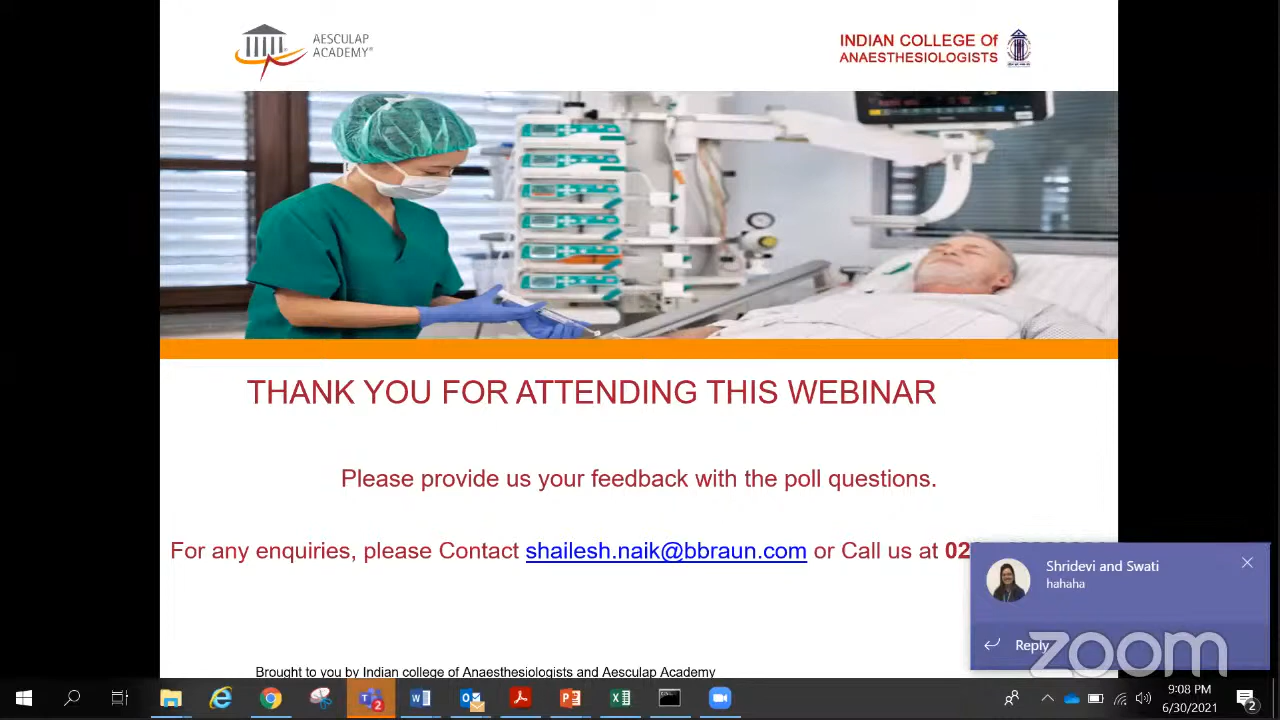 AESCULAP
ACADEMY®
INDIAN COLLEGE Of
ANAESTHESIOLOGISTS
THANK YOU FOR ATTENDING THIS WEBINAR
Please provide us your feedback with the poll questions.
For any enquiries, please Contact shailesh.naik@bbraun.com or Call us at 02
Shridevi and Swati
hahaha
Reply
zoom
Brought to you by Indian college of Anaesthesiologists and Aesculap Academy
9:08 PM
6/30/2021
2
2